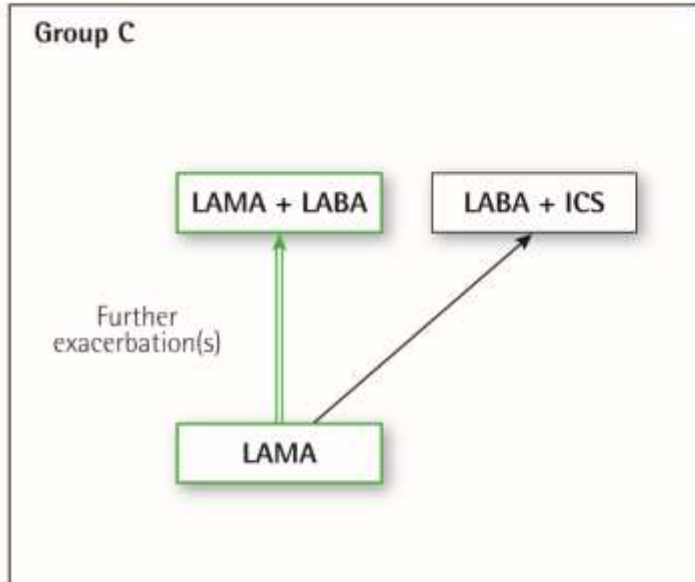 Group C
LAMA + LABA
LABA + ICS
Further
exacerbation(s)
LAMA